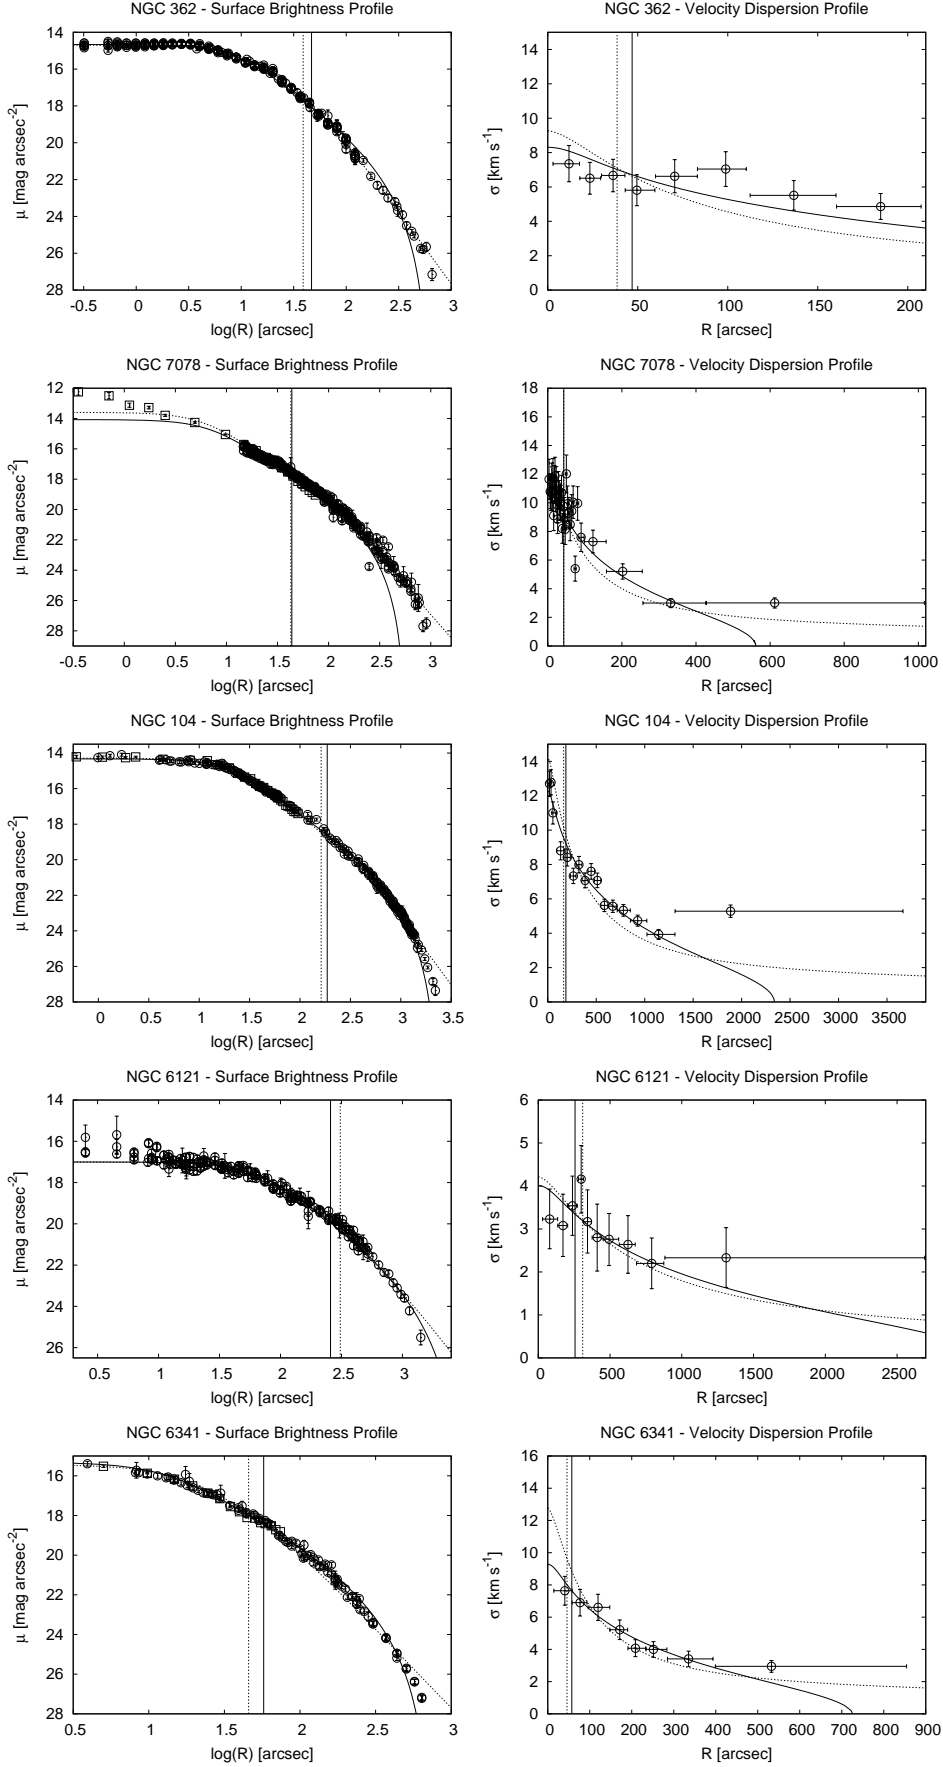 NGC 362 - Surface Brightness Profile
μ [mag arcsec⁻²]
14
16
18
20
22
24
26
28
-0.5 0 0.5 1 1.5 2 2.5 3
log(R) [arcsec]
NGC 362 - Velocity Dispersion Profile
σ [km s⁻¹]
14
12
10
8
6
4
2
0
0 50 100 150 200
R [arcsec]
NGC 7078 - Surface Brightness Profile
μ [mag arcsec⁻²]
12
14
16
18
20
22
24
26
28
-0.5 0 0.5 1 1.5 2 2.5 3
log(R) [arcsec]
NGC 7078 - Velocity Dispersion Profile
σ [km s⁻¹]
18
16
14
12
10
8
6
4
2
0
0 200 400 600 800 1000
R [arcsec]
NGC 104 - Surface Brightness Profile
μ [mag arcsec⁻²]
14
16
18
20
22
24
26
28
0 0.5 1 1.5 2 2.5 3 3.5
log(R) [arcsec]
NGC 104 - Velocity Dispersion Profile
σ [km s⁻¹]
14
12
10
8
6
4
2
0
0 500 1000 1500 2000 2500 3000 3500
R [arcsec]
NGC 6121 - Surface Brightness Profile
μ [mag arcsec⁻²]
14
16
18
20
22
24
26
0.5 1 1.5 2 2.5 3
log(R) [arcsec]
NGC 6121 - Velocity Dispersion Profile
σ [km s⁻¹]
6
5
4
3
2
1
0
0 500 1000 1500 2000 2500
R [arcsec]
NGC 6341 - Surface Brightness Profile
μ [mag arcsec⁻²]
16
18
20
22
24
26
28
0.5 1 1.5 2 2.5 3
log(R) [arcsec]
NGC 6341 - Velocity Dispersion Profile
σ [km s⁻¹]
16
14
12
10
8
6
4
2
0
0 100 200 300 400 500 600 700 800 900
R [arcsec]